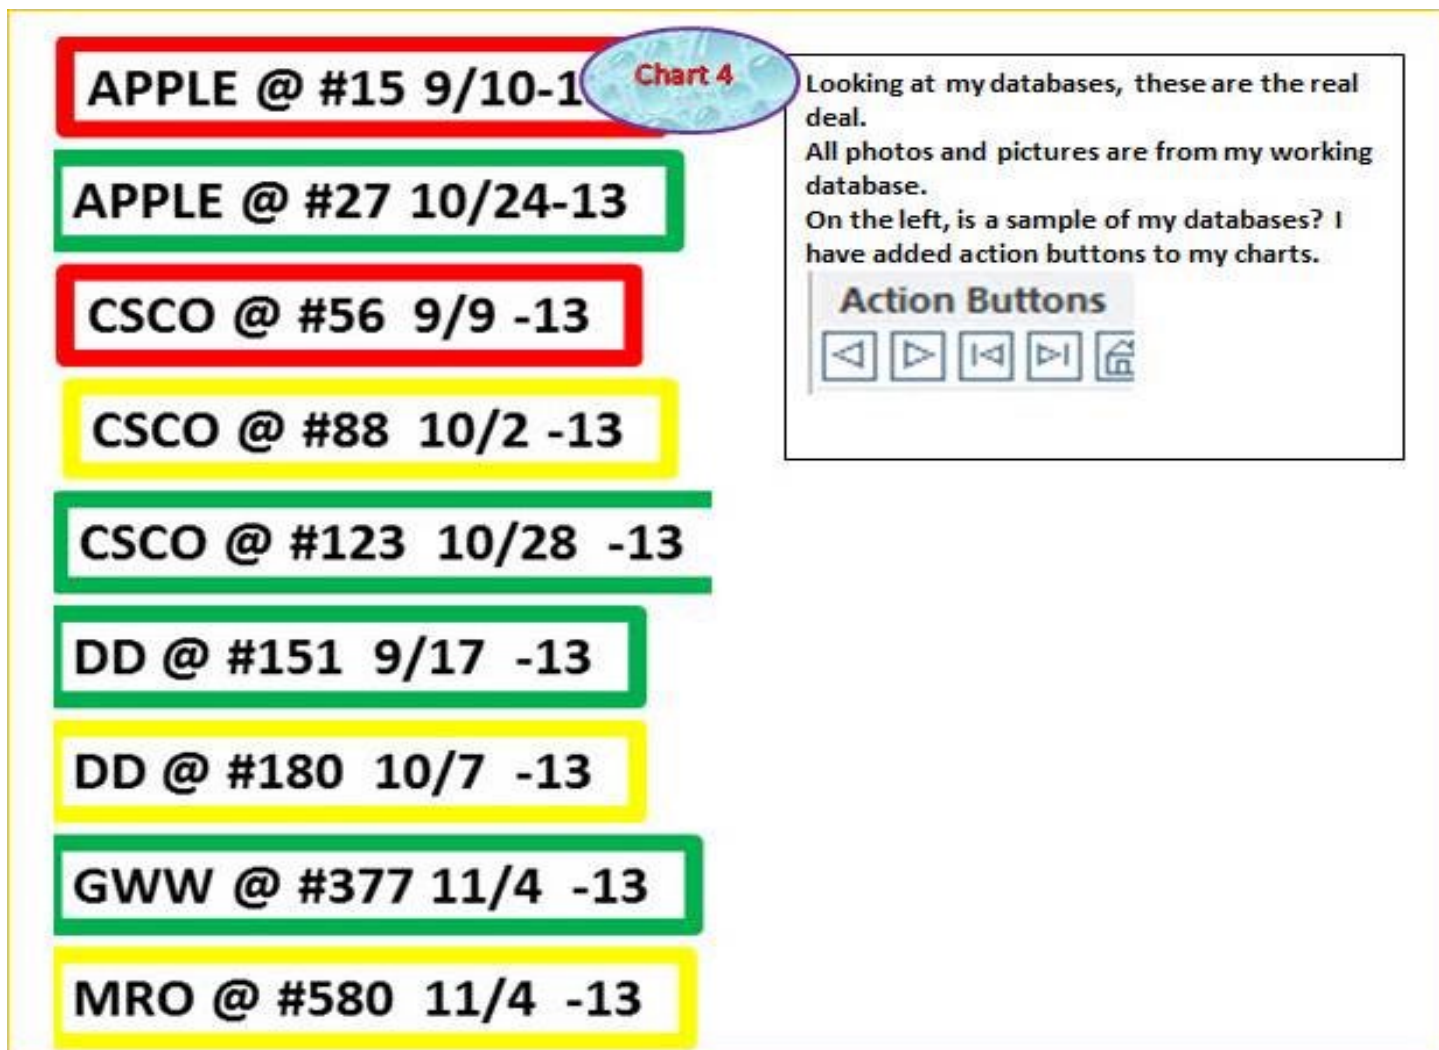 APPLE @ #15 9/10-1
Chart 4
APPLE @ #27 10/24-13
CSCO @ #56 9/9 -13
CSCO @ #88 10/2 -13
CSCO @ #123 10/28 -13
DD @ #151 9/17 -13
DD @ #180 10/7 -13
GWW @ #377 11/4 -13
MRO @ #580 11/4 -13
Looking at my databases, these are the real
deal.
All photos and pictures are from my working
database.
On the left, is a sample of my databases? I
have added action buttons to my charts.
Action Buttons